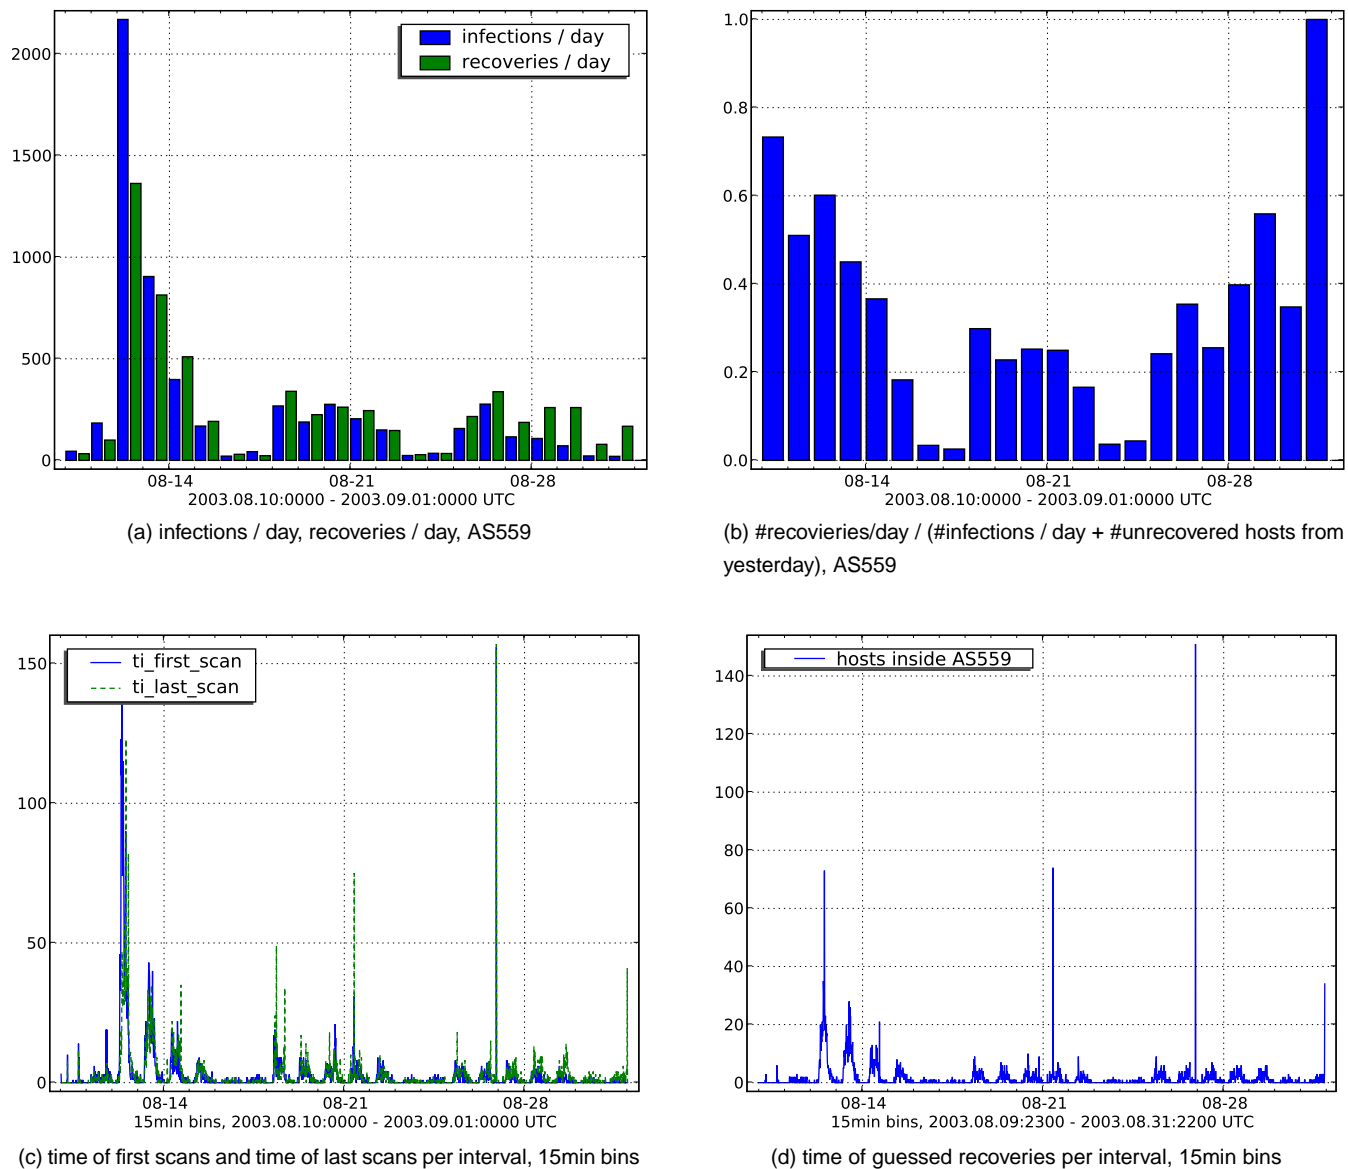 infections / day
recoveries / day
2000
1500
1000
500
0
08-14
08-21
08-28
2003.08.10:0000 - 2003.09.01:0000 UTC
(a) infections / day, recoveries / day, AS559
1.0
0.8
0.6
0.4
0.2
0.0
08-14
08-21
08-28
2003.08.10:0000 - 2003.09.01:0000 UTC
(b) #recovieries/day / (#infections / day + #unrecovered hosts from
yesterday), AS559
ti_first_scan
ti_last_scan
150
100
50
0
08-14
08-21
08-28
15min bins, 2003.08.10:0000 - 2003.09.01:0000 UTC
(c) time of first scans and time of last scans per interval, 15min bins
hosts inside AS559
140
120
100
80
60
40
20
0
08-14
08-21
08-28
15min bins, 2003.08.09:2300 - 2003.08.31:2200 UTC
(d) time of guessed recoveries per interval, 15min bins